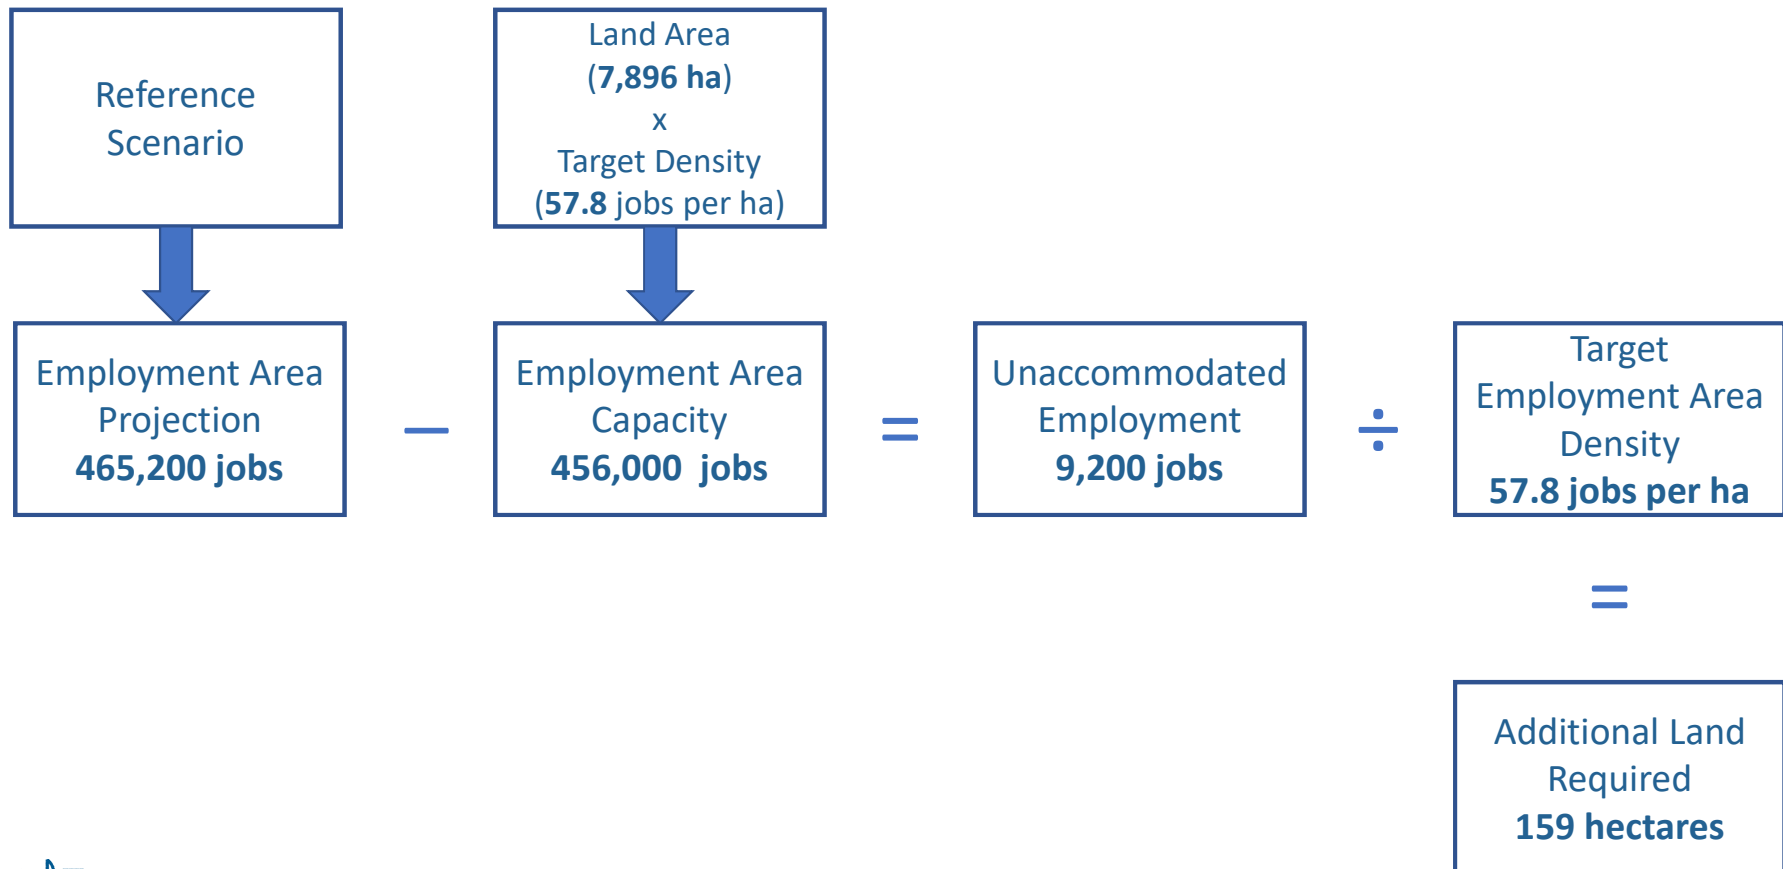 Reference
Scenario
Land Area
(7,896 ha)
x
Target Density
(57.8 jobs per ha)
Employment Area
Projection
465,200 jobs
—
Employment Area
Capacity
456,000 jobs
=
Unaccommodated
Employment
9,200 jobs
÷
Target
Employment Area
Density
57.8 jobs per ha
=
Additional Land
Required
159 hectares